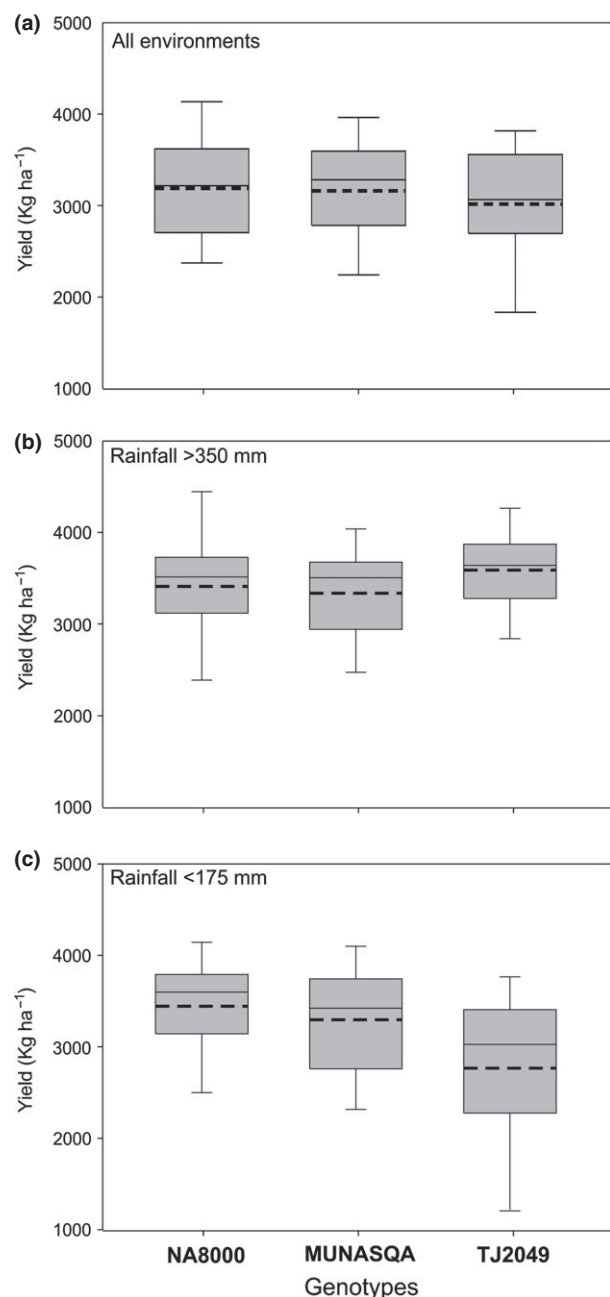 (a)
All environments
5000
4000
3000
2000
1000
Yield (Kg ha⁻¹)
(b)
Rainfall >350 mm
5000
4000
3000
2000
1000
Yield (Kg ha⁻¹)
(c)
Rainfall <175 mm
5000
4000
3000
2000
1000
Yield (Kg ha⁻¹)
NA8000 MUNASQA TJ2049
Genotypes